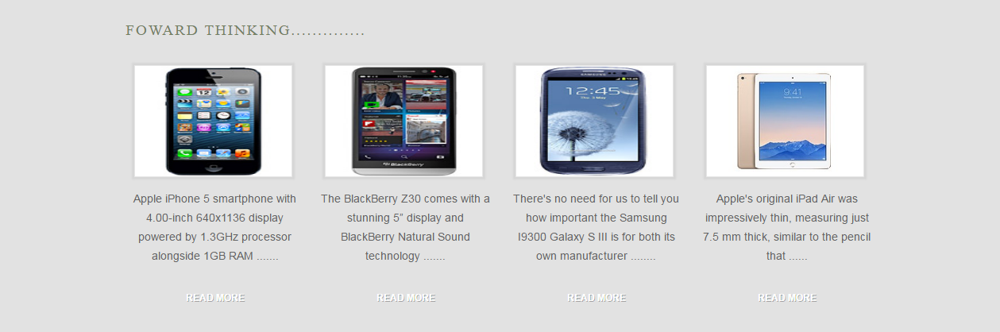 FOWARD THINKING..............
12:45
Thu, 3 May
9:41
BlackBerry
SAMSUNG
Apple iPhone 5 smartphone with
4.00-inch 640x1136 display
powered by 1.3GHz processor
alongside 1GB RAM .......
READ MORE
The BlackBerry Z30 comes with a
stunning 5” display and
BlackBerry Natural Sound
technology .......
READ MORE
There's no need for us to tell you
how important the Samsung
I9300 Galaxy S III is for both its
own manufacturer ........
READ MORE
Apple's original iPad Air was
impressively thin, measuring just
7.5 mm thick, similar to the pencil
that ......
READ MORE